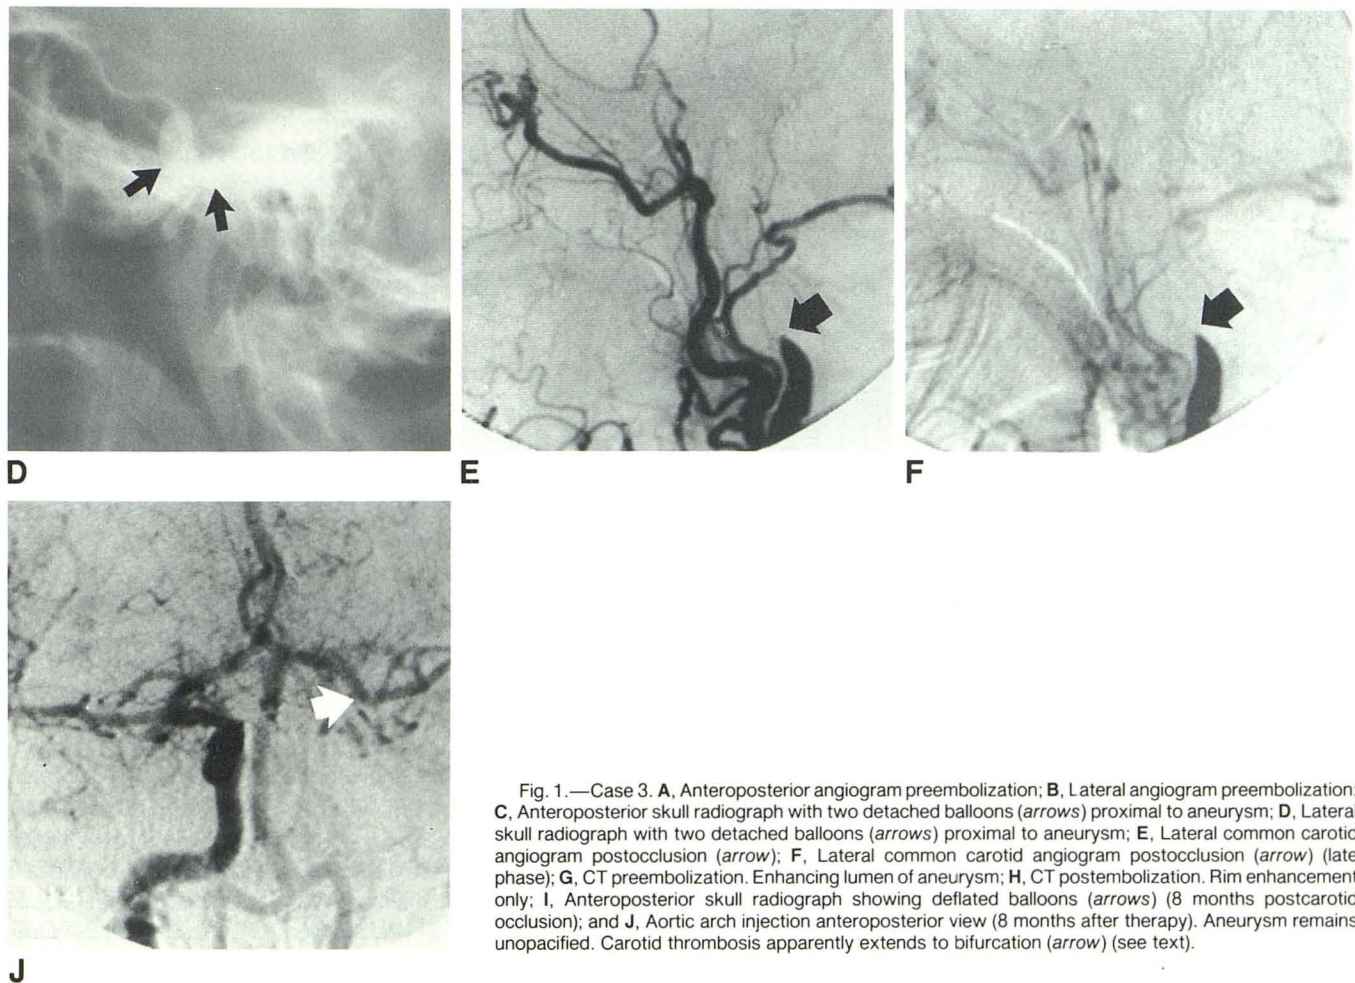 D
E
F
J
Fig. 1.—Case 3. A, Anteroposterior angiogram preembolization; B, Lateral angiogram preembolization;
C, Anteroposterior skull radiograph with two detached balloons (arrows) proximal to aneurysm; D, Lateral
skull radiograph with two detached balloons (arrows) proximal to aneurysm; E, Lateral common carotid
angiogram postocclusion (arrow); F, Lateral common carotid angiogram postocclusion (arrow) (late
phase); G, CT preembolization. Enhancing lumen of aneurysm; H, CT postembolization. Rim enhancement
only; I, Anteroposterior skull radiograph showing deflated balloons (arrows) (8 months postcarotid
occlusion); and J, Aortic arch injection anteroposterior view (8 months after therapy). Aneurysm remains
unopacified. Carotid thrombosis apparently extends to bifurcation (arrow) (see text).